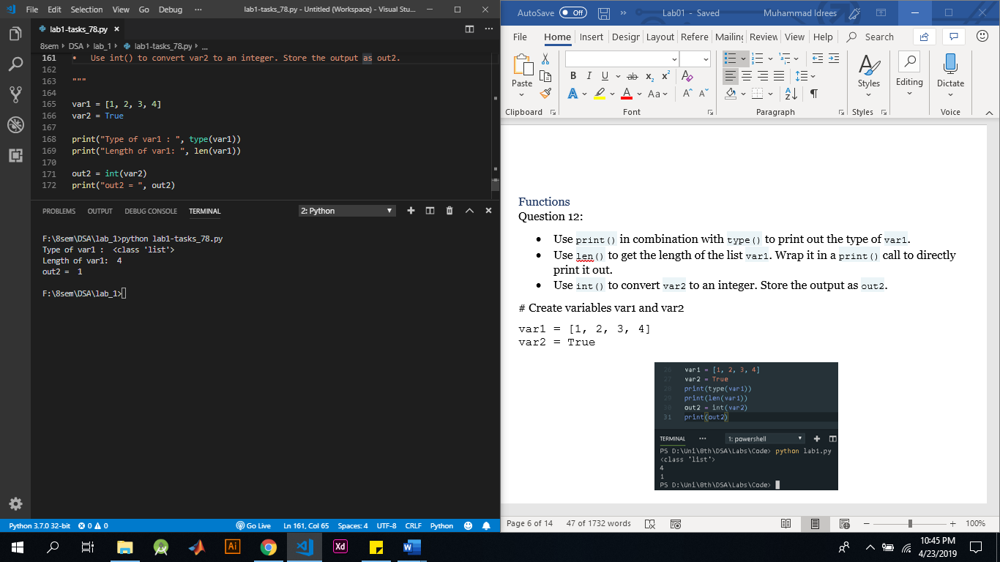 File Edit Selection View Go Debug ··· lab1-tasks_78.py - Untitled (Workspace) - Visual Stu...
lab1-tasks_78.py ×
8sem › DSA › lab_1 › lab1-tasks_78.py › ...
161 • Use int() to convert var2 to an integer. Store the output as out2.
162
163 """
164
165 var1 = [1, 2, 3, 4]
166 var2 = True
167
168 print("Type of var1 : ", type(var1))
169 print("Length of var1: ", len(var1))
170
171 out2 = int(var2)
172 print("out2 = ", out2)
PROBLEMS OUTPUT DEBUG CONSOLE TERMINAL 2: Python
F:\8sem\DSA\lab_1>python lab1-tasks_78.py
Type of var1 :  <class 'list'>
Length of var1:  4
out2 =  1
F:\8sem\DSA\lab_1>
Python 3.7.0 32-bit 0 0 Go Live Ln 161, Col 65 Spaces: 4 UTF-8 CRLF Python
AutoSave Off » Lab01 - Saved Muhammad Idrees
File Home Insert Design Layout Refere Mailing Review View Help Search
Paste
B I U ab x₂ x²
A A Aa A A
Styles Editing Dictate
Clipboard Font Paragraph Styles Voice
Functions
Question 12:
• Use print() in combination with type() to print out the type of var1.
• Use len() to get the length of the list var1. Wrap it in a print() call to directly
print it out.
• Use int() to convert var2 to an integer. Store the output as out2.
# Create variables var1 and var2
var1 = [1, 2, 3, 4]
var2 = True
26 var1 = [1, 2, 3, 4]
27 var2 = True
28 print(type(var1))
29 print(len(var1))
30 out2 = int(var2)
31 print(out2)
TERMINAL ··· 1: powershell
PS D:\Uni\8th\DSA\Labs\Code> python lab1.py
<class 'list'>
4
1
PS D:\Uni\8th\DSA\Labs\Code>
Page 6 of 14 47 of 1732 words 100%
Ai Xd W
10:45 PM
4/23/2019